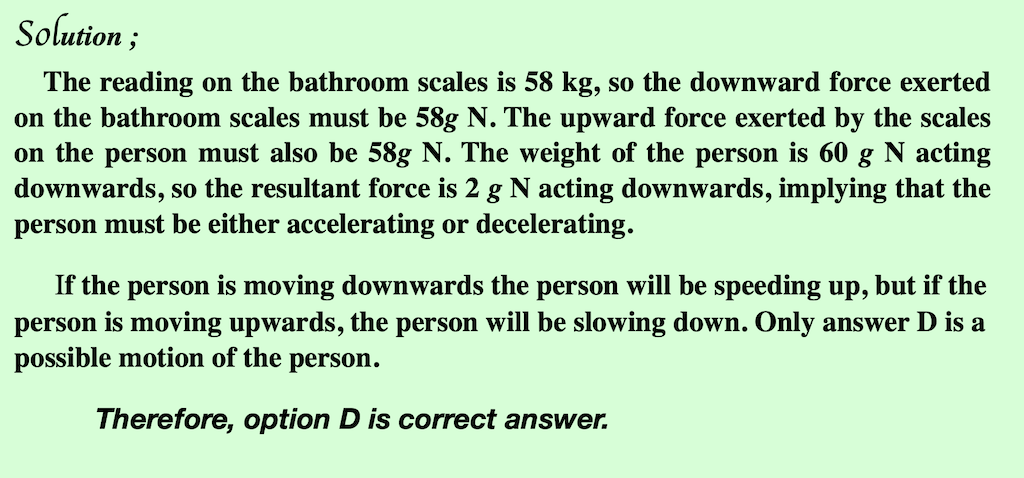 Solution ;
The reading on the bathroom scales is 58 kg, so the downward force exerted
on the bathroom scales must be 58g N. The upward force exerted by the scales
on the person must also be 58g N. The weight of the person is 60 g N acting
downwards, so the resultant force is 2 g N acting downwards, implying that the
person must be either accelerating or decelerating.
If the person is moving downwards the person will be speeding up, but if the
person is moving upwards, the person will be slowing down. Only answer D is a
possible motion of the person.
Therefore, option D is correct answer.